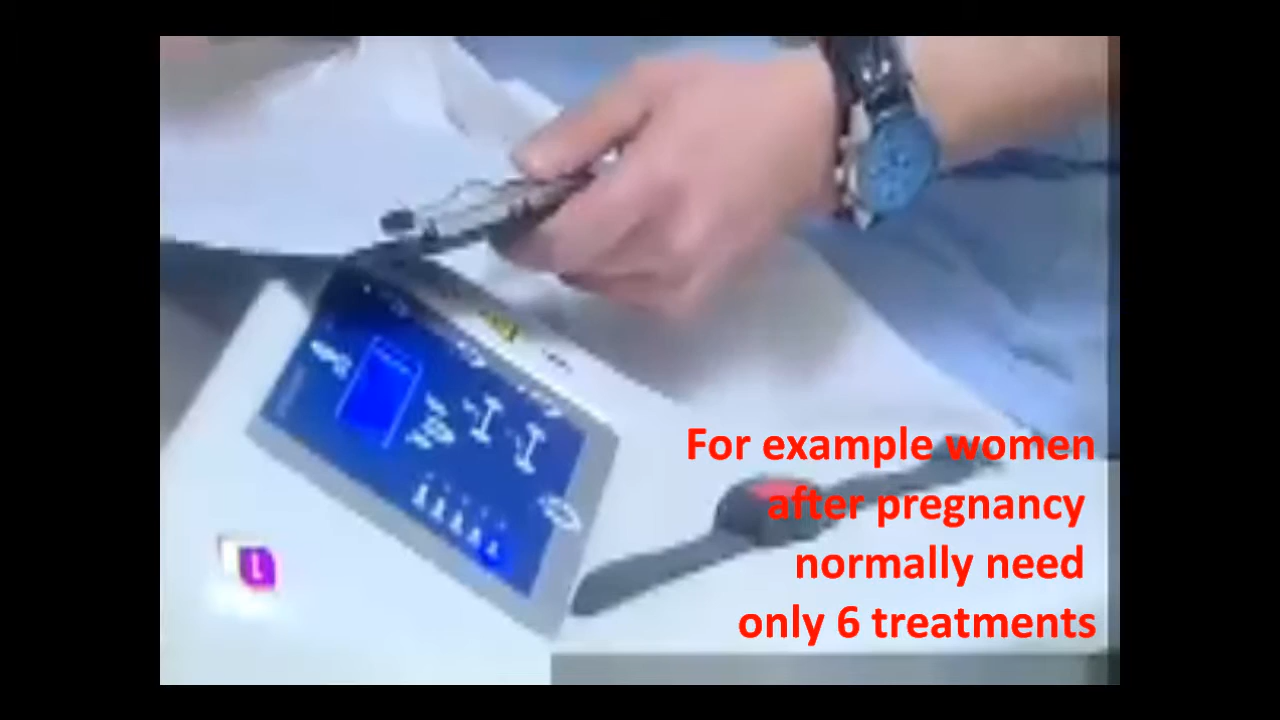 For example women
after pregnancy
normally need
only 6 treatments